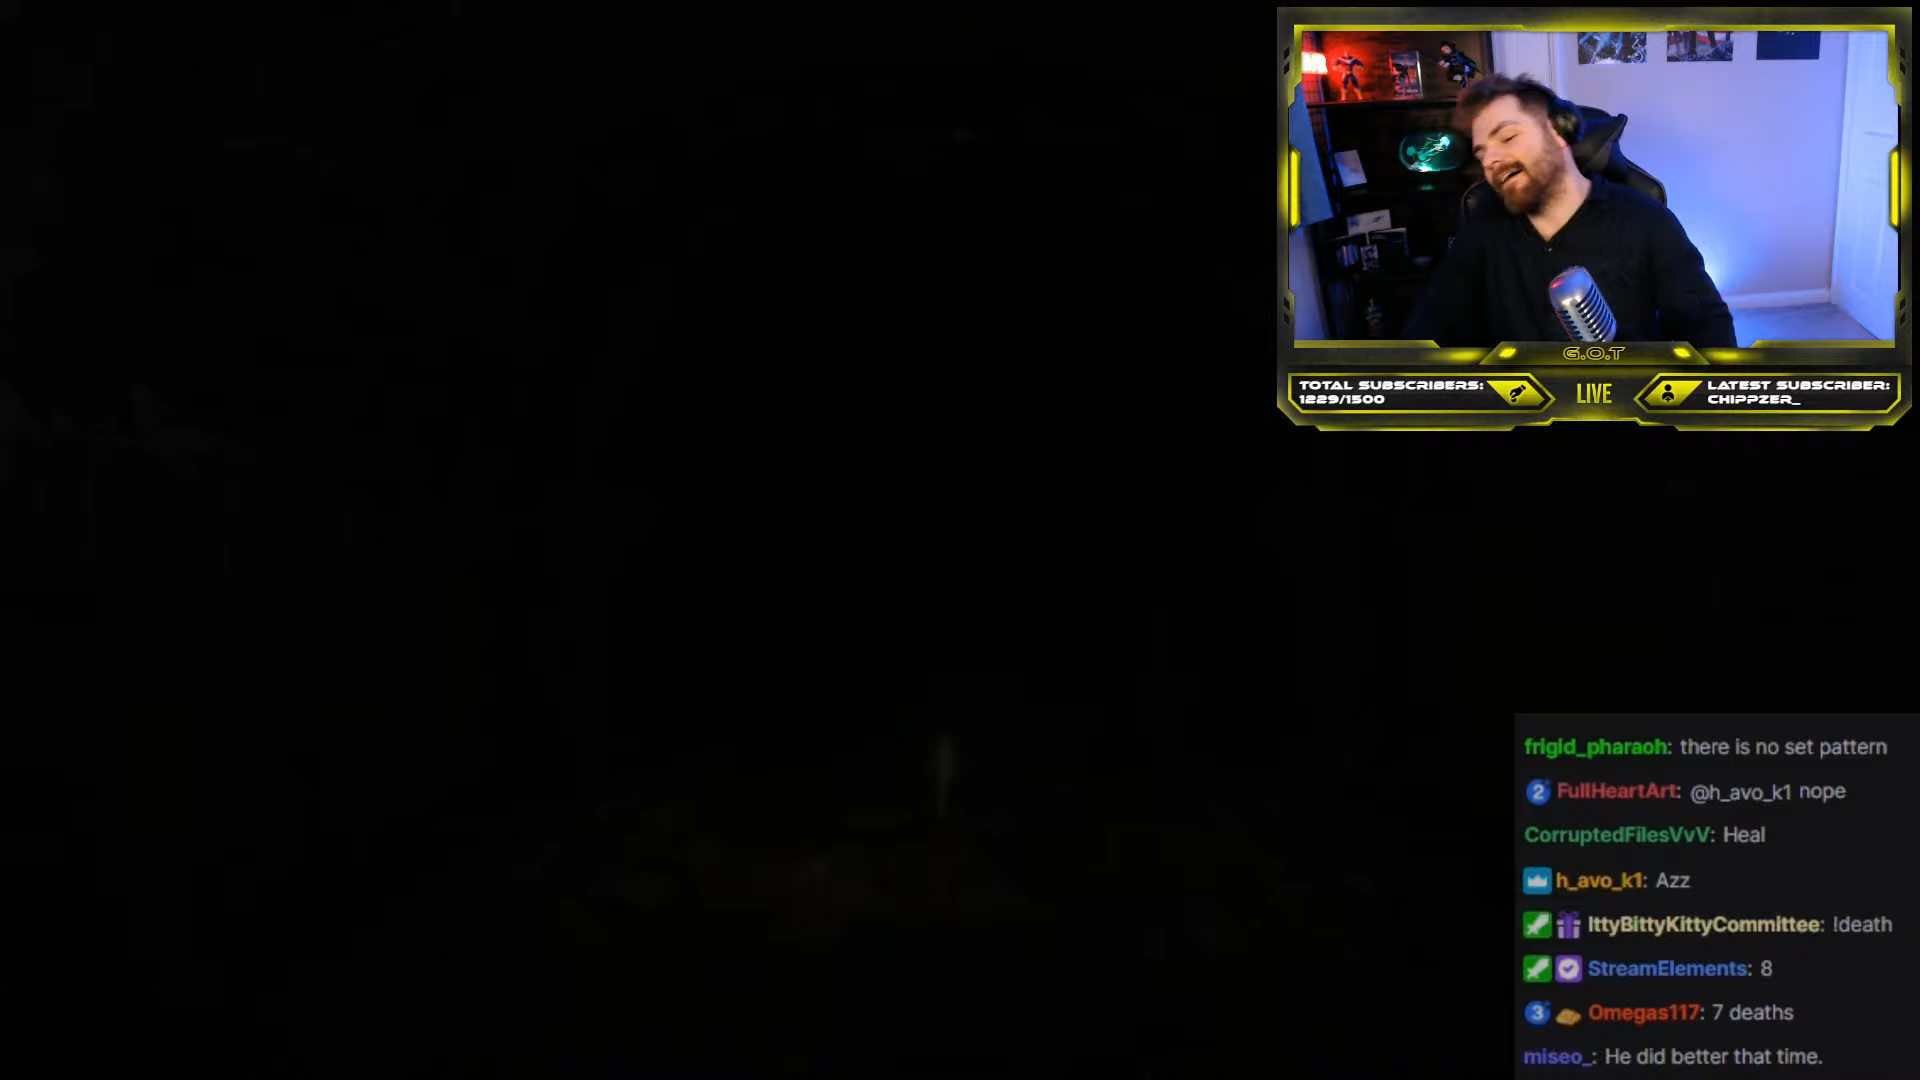 G.O.T
TOTAL SUBSCRIBERS:
1229/1500
LIVE
LATEST SUBSCRIBER:
CHIPPZER_
frigid_pharaoh: there is no set pattern
2 FullHeartArt: @h_avo_k1 nope
CorruptedFilesVvV: Heal
h_avo_k1: Azz
IttyBittyKittyCommittee: !death
StreamElements: 8
3 Omegas117: 7 deaths
miseo_: He did better that time.